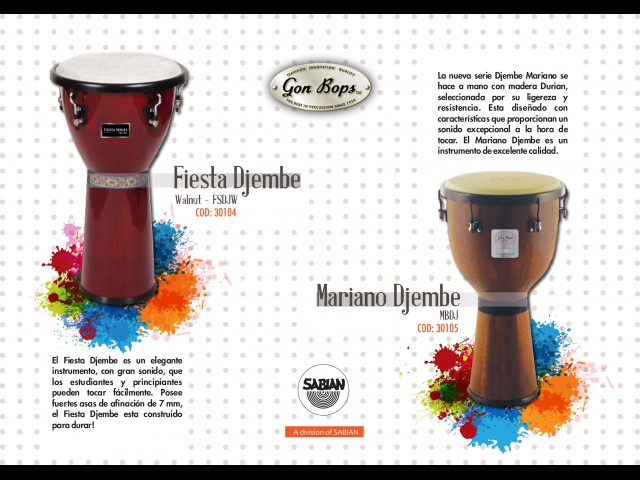 TRADITION INNOVATION QUALITY
Gon Bops
THE BEST IN PERCUSSION SINCE 1954
La nueva serie Djembe Mariano se
hace a mano con madera Durian,
seleccionada por su ligereza y
resistencia. Esta diseñado con
características que proporcionan un
sonido excepcional a la hora de
tocar. El Mariano Djembe es un
instrumento de excelente calidad.
FIESTA SERIES
Fiesta Djembe
Walnut - FSDJW
COD: 30104
Gon Bops
Mariano Djembe
MBDJ
COD: 30105
El Fiesta Djembe es un elegante
instrumento, con gran sonido, que
los estudiantes y principiantes
pueden tocar fácilmente. Posee
fuertes asas de afinación de 7 mm,
el Fiesta Djembe esta construido
para durar!
SABIAN
A division of SABIAN